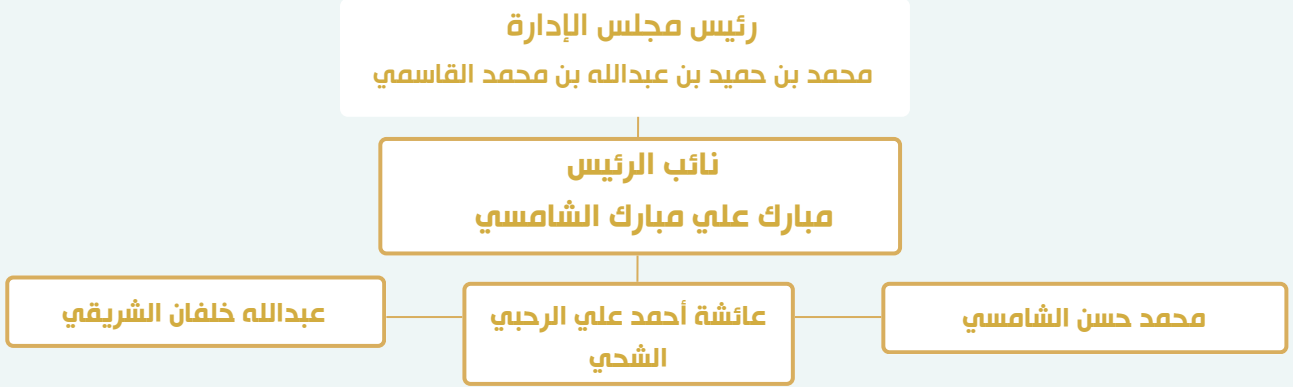 رئيس مجلس الإدارة
محمد بن حميد بن عبدالله بن محمد القاسمي
نائب الرئيس
مبارك علي مبارك الشامسي
محمد حسن الشامسي
عائشة أحمد علي الرحبي
الشحي
عبدالله خلفان الشريقي